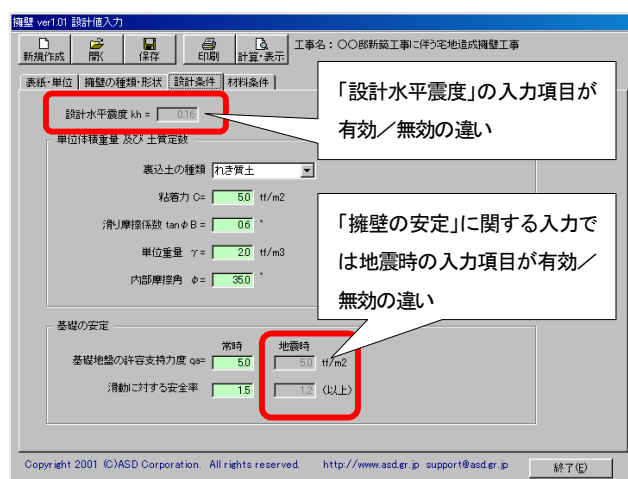 擁壁 ver1.01 設計値入力
新規作成 開く 保存 印刷 計算・表示 工事名：〇〇邸新築工事に伴う宅地造成擁壁工事
表紙・単位 擁壁の種類・形状 設計条件 材料条件
設計水平震度 kh = 0.16
「設計水平震度」の入力項目が
有効／無効の違い
単位体積重量 及び 土質定数
裏込土の種類 れき質土
粘着力 C= 5.0 tf/m2
滑り摩擦係数 tanφB = 0.6 °
単位重量 γ= 2.0 tf/m3
内部摩擦角 φ= 35.0 °
「擁壁の安定」に関する入力で
は地震時の入力項目が有効／
無効の違い
基礎の安定
常時 地震時
基礎地盤の許容支持力度 qa= 5.0 5.0 tf/m2
滑動に対する安全率 1.5 1.2 (以上)
Copyright 2001 (C)ASD Corporation. All rights reserved. http://www.asd.gr.jp support@asd.gr.jp 終了(E)